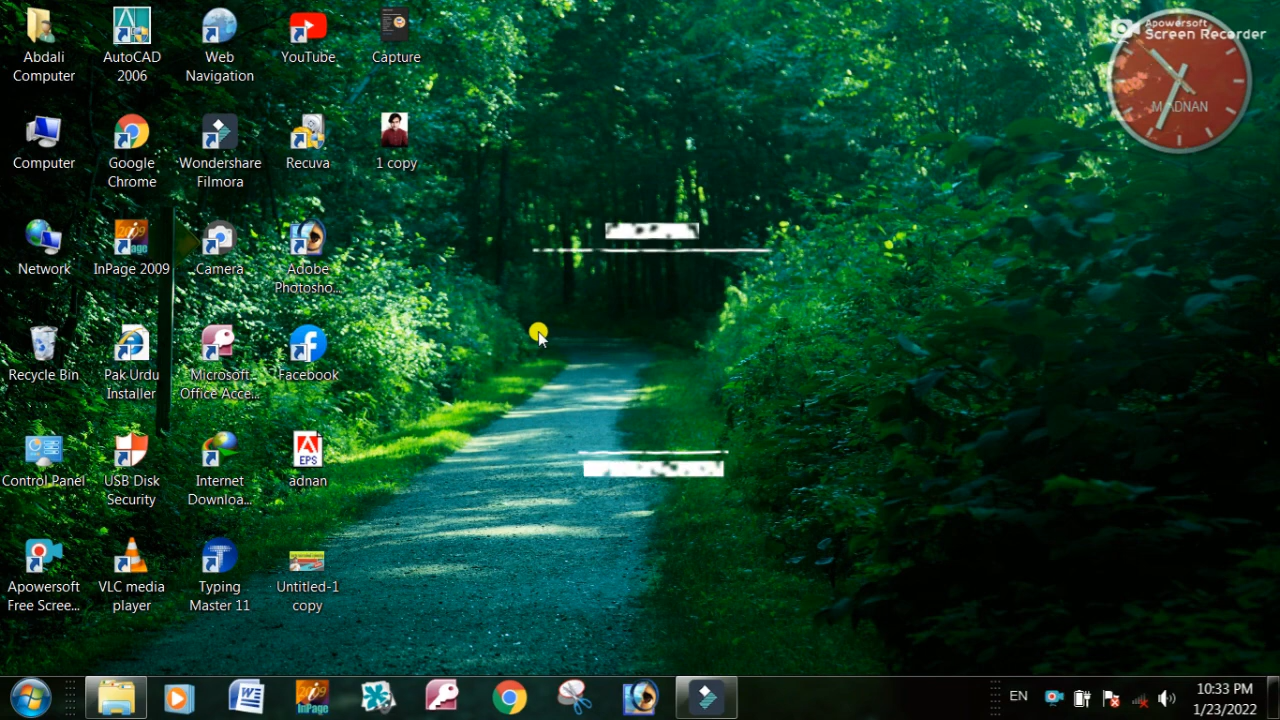 Abdali
Computer
AutoCAD
2006
Web
Navigation
YouTube
Capture
Apowersoft
Screen Recorder
M ADNAN
Computer
Google
Chrome
Wondershare
Filmora
Recuva
1 copy
Network
InPage 2009
Camera
Adobe
Photosho...
Recycle Bin
Pak Urdu
Installer
Microsoft
Office Acce...
Facebook
Control Panel
USB Disk
Security
Internet
Downloa...
EPS
adnan
Apowersoft
Free Scree...
VLC media
player
Typing
Master 11
Untitled-1
copy
InPage
EN
10:33 PM
1/23/2022